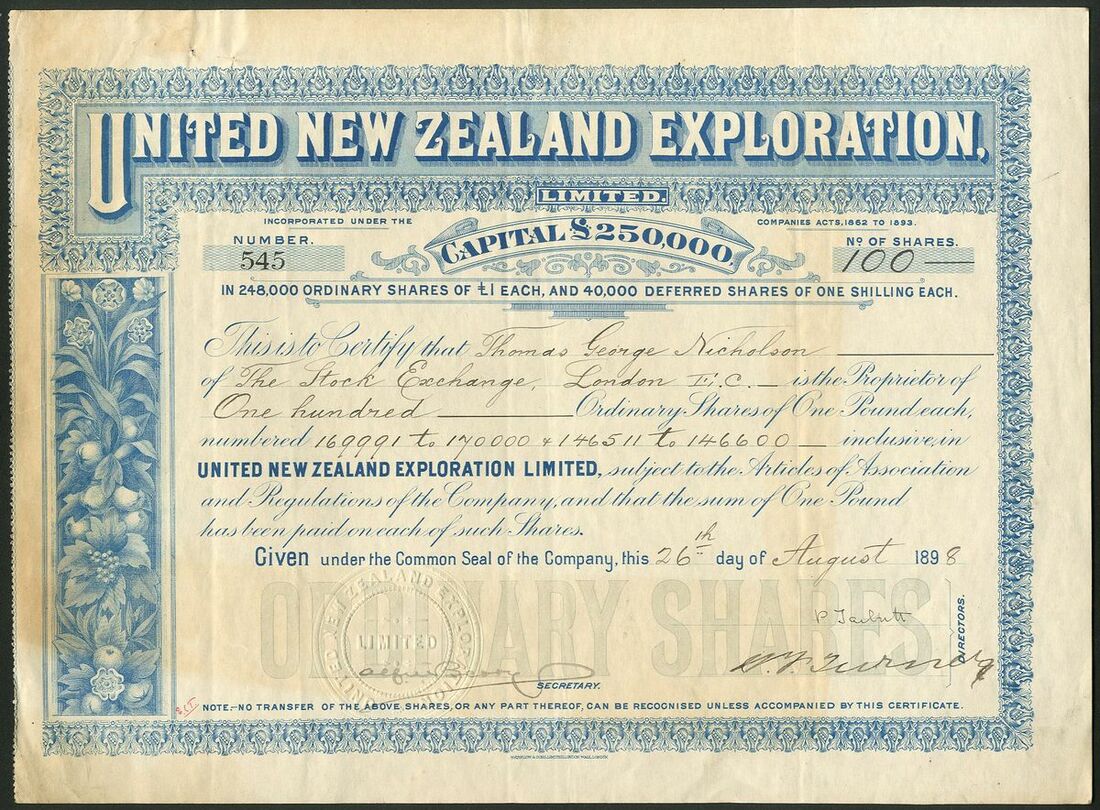 UNITED NEW ZEALAND EXPLORATION,
LIMITED.
INCORPORATED UNDER THE COMPANIES ACTS, 1862 TO 1893.
NUMBER.
545
CAPITAL £250,000.
Nº OF SHARES.
100
IN 248,000 ORDINARY SHARES OF £1 EACH, AND 40,000 DEFERRED SHARES OF ONE SHILLING EACH.
This is to Certify that Thomas George Nicholson
of The Stock Exchange, London E.C. is the Proprietor of
One hundred Ordinary Shares of One Pound each,
numbered 169991 to 170000 & 146511 to 146600 inclusive, in
UNITED NEW ZEALAND EXPLORATION LIMITED, subject to the Articles of Association
and Regulations of the Company, and that the sum of One Pound
has been paid on each of such Shares.
Given under the Common Seal of the Company, this 26th day of August 1898
ORDINARY SHARES
UNITED NEW ZEALAND EXPLORATION
LIMITED
DIRECTORS.
SECRETARY.
NOTE.—NO TRANSFER OF THE ABOVE SHARES, OR ANY PART THEREOF, CAN BE RECOGNISED UNLESS ACCOMPANIED BY THIS CERTIFICATE.